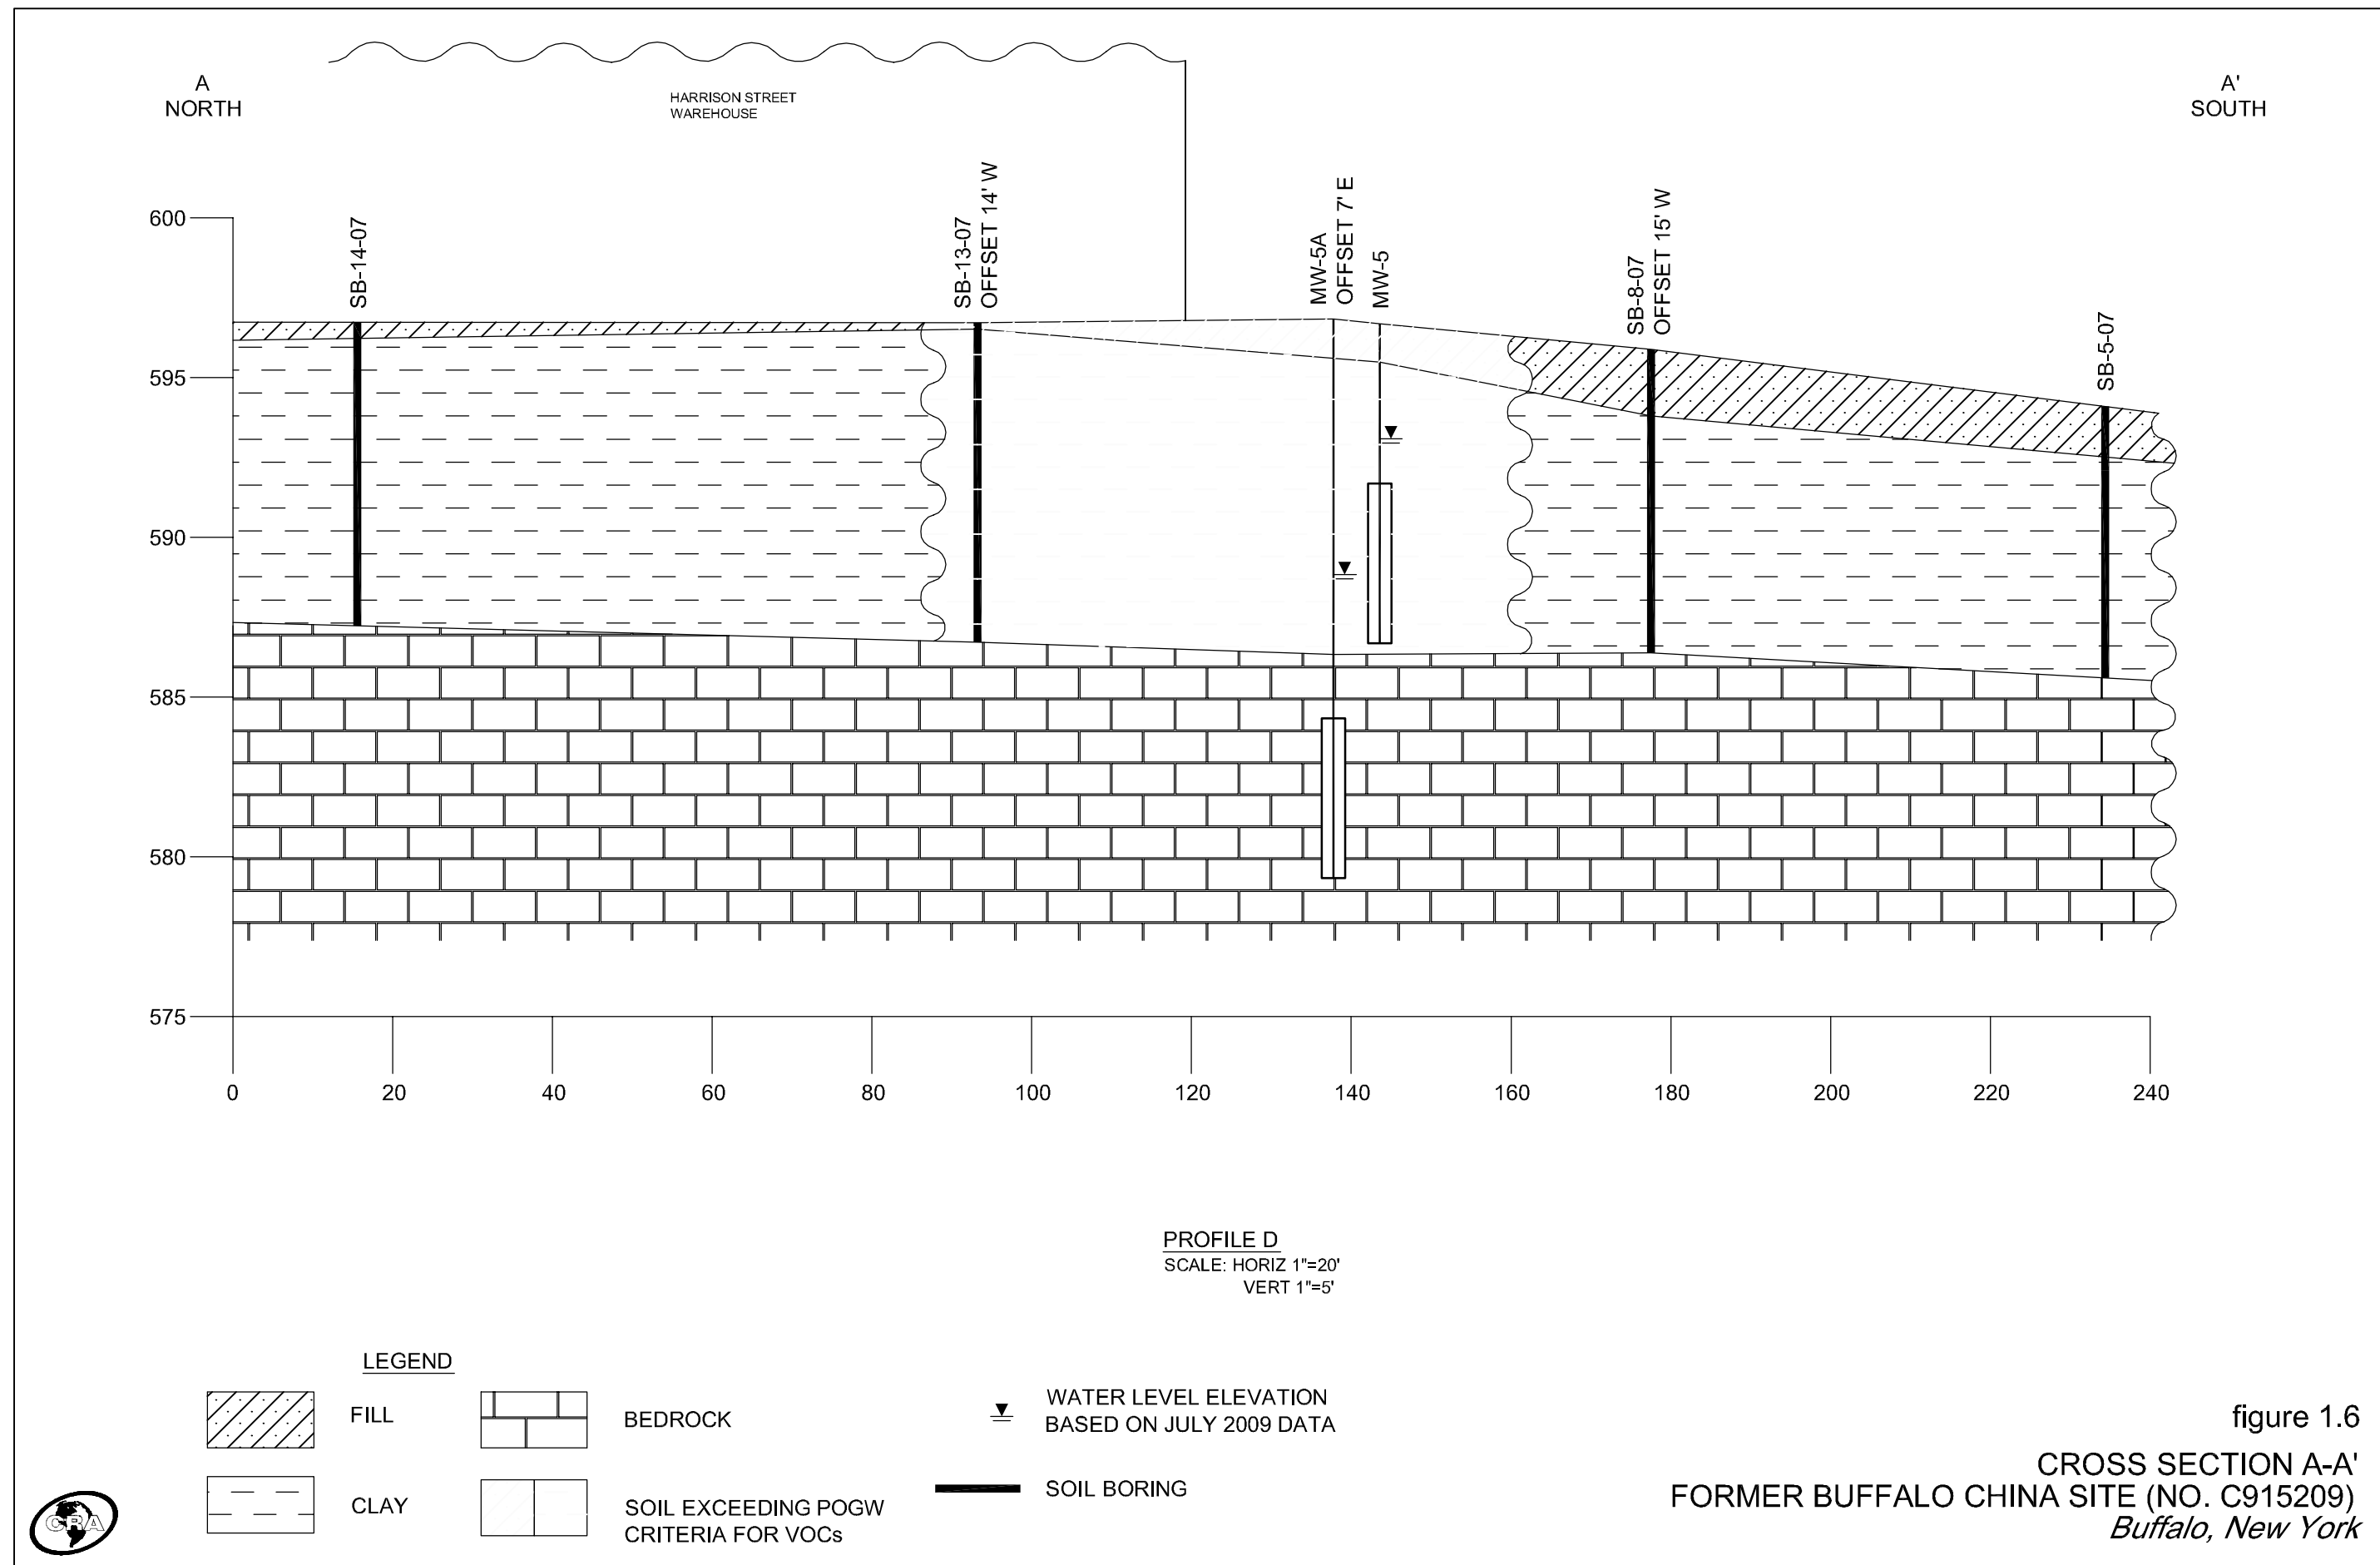 A
NORTH
HARRISON STREET
WAREHOUSE
A'
SOUTH
SB-14-07
SB-13-07
OFFSET 14' W
MW-5A
OFFSET 7' E
MW-5
SB-8-07
OFFSET 15' W
SB-5-07
600
595
590
585
580
575
0 20 40 60 80 100 120 140 160 180 200 220 240
PROFILE D
SCALE: HORIZ 1"=20'
VERT 1"=5'
LEGEND
FILL
BEDROCK
WATER LEVEL ELEVATION
BASED ON JULY 2009 DATA
CLAY
SOIL EXCEEDING POGW
CRITERIA FOR VOCs
SOIL BORING
CRA
figure 1.6
CROSS SECTION A-A'
FORMER BUFFALO CHINA SITE (NO. C915209)
Buffalo, New York